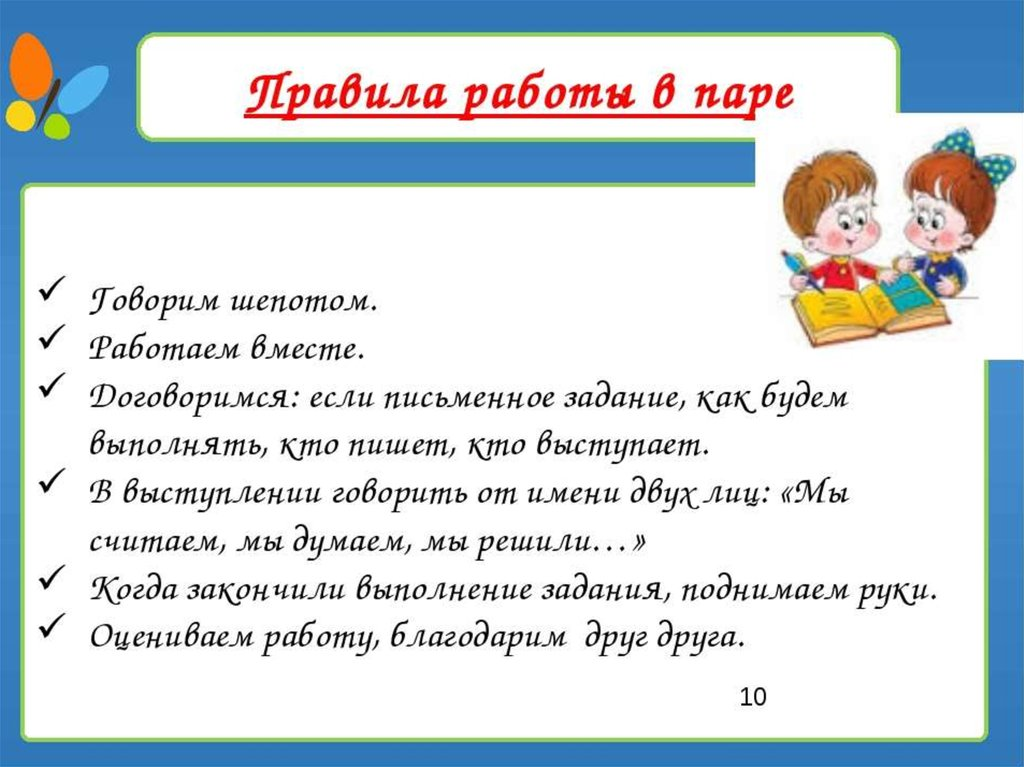 Правила работы в паре
Говорим шепотом.
Работаем вместе.
Договоримся: если письменное задание, как будем
выполнять, кто пишет, кто выступает.
В выступлении говорить от имени двух лиц: «Мы
считаем, мы думаем, мы решили…»
Когда закончили выполнение задания, поднимаем руки.
Оцениваем работу, благодарим друг друга.
10